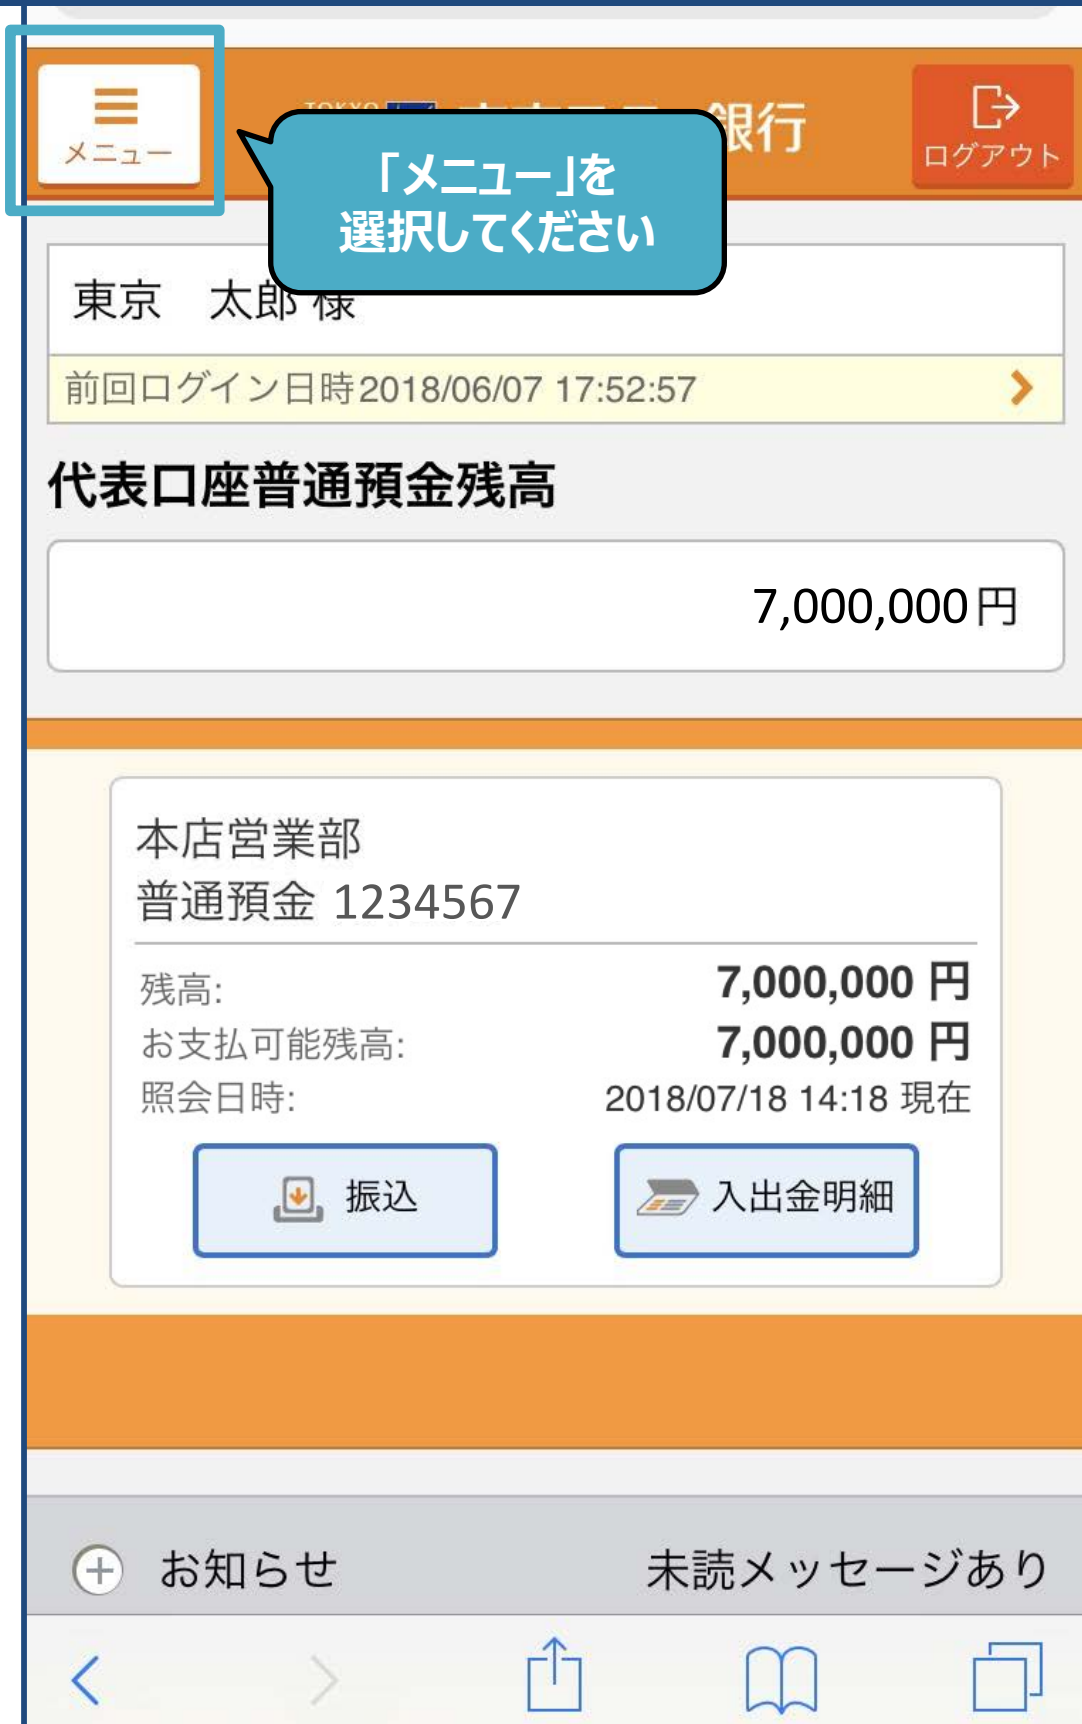 メニュー
銀行
ログアウト
「メニュー」を
選択してください
東京　太郎 様
前回ログイン日時2018/06/07 17:52:57
代表口座普通預金残高
7,000,000円
本店営業部
普通預金 1234567
残高: 7,000,000 円
お支払可能残高: 7,000,000 円
照会日時: 2018/07/18 14:18 現在
振込 入出金明細
お知らせ 未読メッセージあり